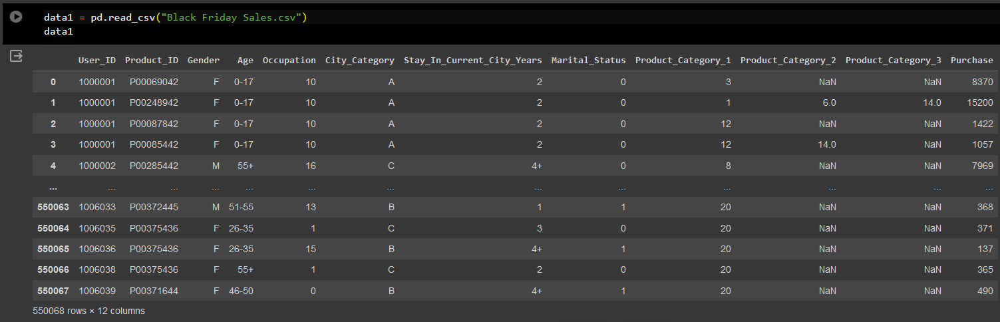 data1 = pd.read_csv("Black Friday Sales.csv")
data1
User_ID Product_ID Gender Age Occupation City_Category Stay_In_Current_City_Years Marital_Status Product_Category_1 Product_Category_2 Product_Category_3 Purchase
0 1000001 P00069042 F 0-17 10 A 2 0 3 NaN NaN 8370
1 1000001 P00248942 F 0-17 10 A 2 0 1 6.0 14.0 15200
2 1000001 P00087842 F 0-17 10 A 2 0 12 NaN NaN 1422
3 1000001 P00085442 F 0-17 10 A 2 0 12 14.0 NaN 1057
4 1000002 P00285442 M 55+ 16 C 4+ 0 8 NaN NaN 7969
... ... ... ... ... ... ... ... ... ... ... ... ...
550063 1006033 P00372445 M 51-55 13 B 1 1 20 NaN NaN 368
550064 1006035 P00375436 F 26-35 1 C 3 0 20 NaN NaN 371
550065 1006036 P00375436 F 26-35 15 B 4+ 1 20 NaN NaN 137
550066 1006038 P00375436 F 55+ 1 C 2 0 20 NaN NaN 365
550067 1006039 P00371644 F 46-50 0 B 4+ 1 20 NaN NaN 490
550068 rows × 12 columns